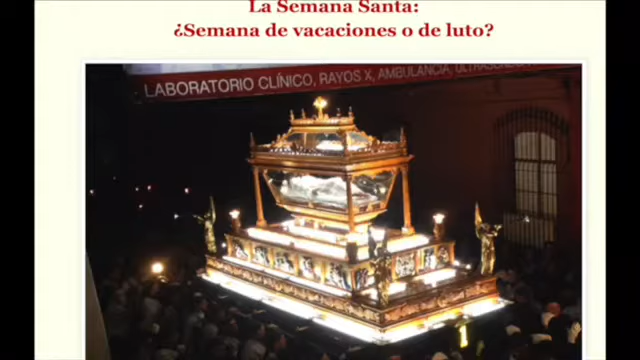 La Semana Santa:
¿Semana de vacaciones o de luto?
LABORATORIO CLÍNICO, RAYOS X, AMBULANCIA,